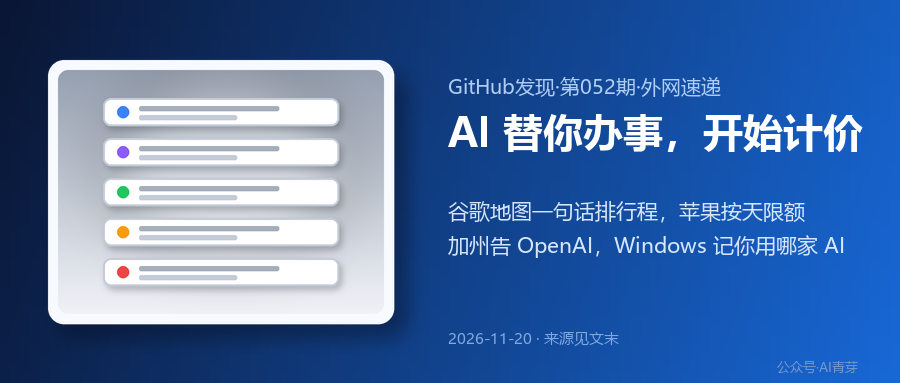 GitHub发现·第052期·外网速递
AI 替你办事，开始计价
谷歌地图一句话排行程，苹果按天限额
加州告 OpenAI，Windows 记你用哪家 AI
2026-11-20 · 来源见文末
公众号·AI青芽